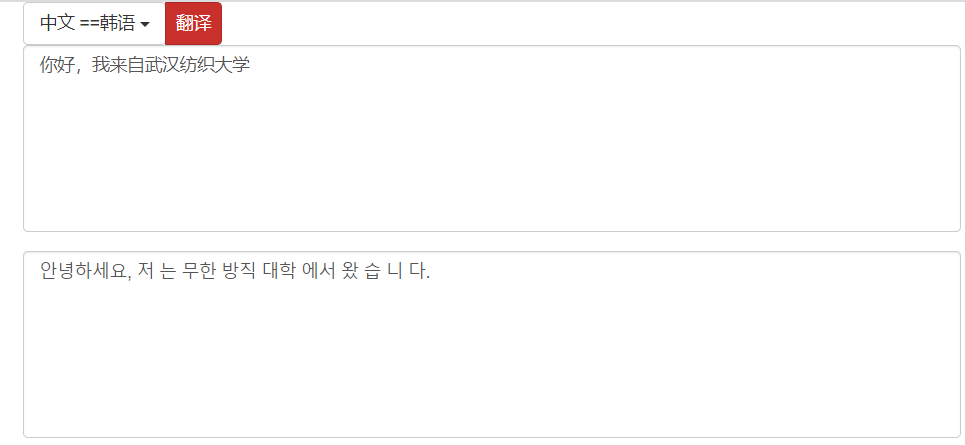 中文 ==韩语 翻译
你好，我来自武汉纺织大学
안녕하세요, 저 는 무한 방직 대학 에서 왔 습 니 다.